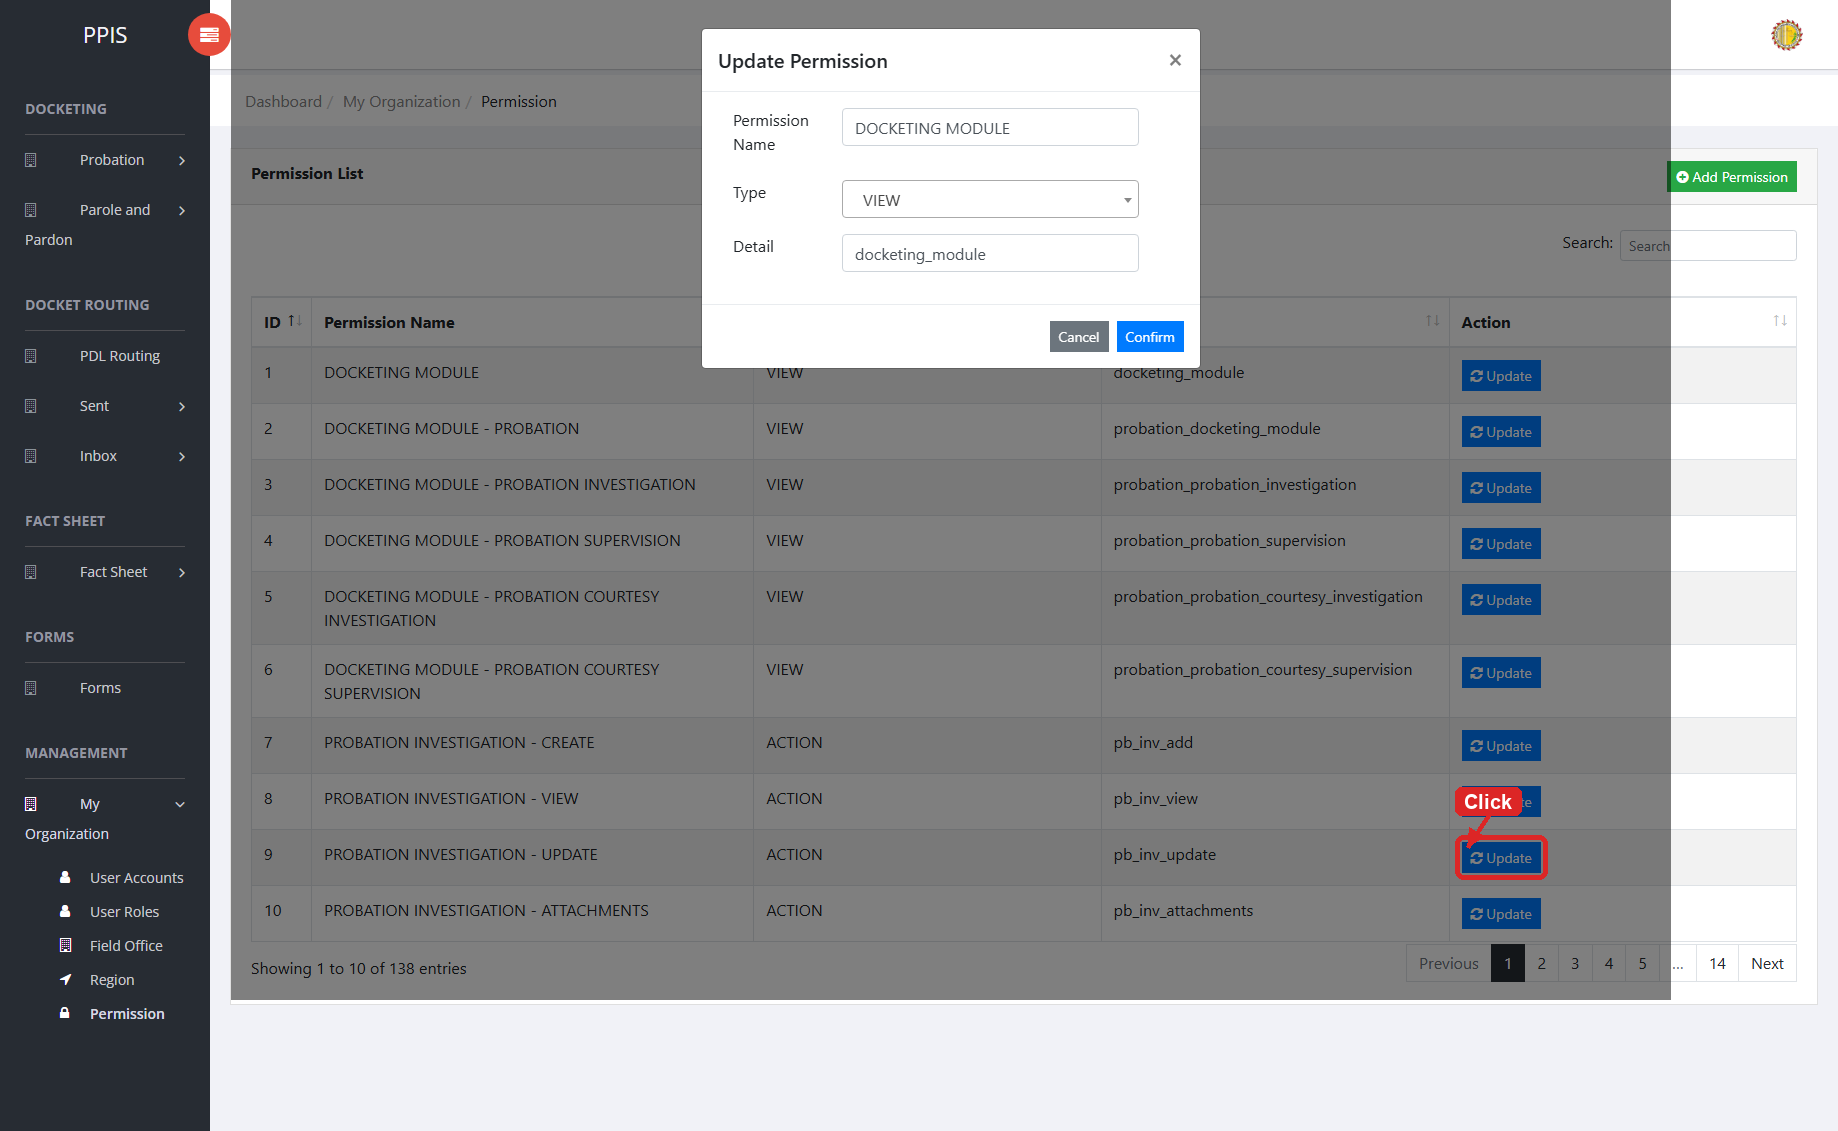 PPIS
DOCKETING
Probation
Parole and
Pardon
DOCKET ROUTING
PDL Routing
Sent
Inbox
FACT SHEET
Fact Sheet
FORMS
Forms
MANAGEMENT
My
Organization
User Accounts
User Roles
Field Office
Region
Permission
Dashboard / My Organization / Permission
Update Permission ×
Permission
Name
DOCKETING MODULE
Type
VIEW
Detail
docketing_module
Cancel Confirm
Permission List
Add Permission
Search: Search
ID Permission Name Action
1 DOCKETING MODULE VIEW docketing_module Update
2 DOCKETING MODULE - PROBATION VIEW probation_docketing_module Update
3 DOCKETING MODULE - PROBATION INVESTIGATION VIEW probation_probation_investigation Update
4 DOCKETING MODULE - PROBATION SUPERVISION VIEW probation_probation_supervision Update
5 DOCKETING MODULE - PROBATION COURTESY VIEW probation_probation_courtesy_investigation Update
INVESTIGATION
6 DOCKETING MODULE - PROBATION COURTESY VIEW probation_probation_courtesy_supervision Update
SUPERVISION
7 PROBATION INVESTIGATION - CREATE ACTION pb_inv_add Update
8 PROBATION INVESTIGATION - VIEW ACTION pb_inv_view
Click
9 PROBATION INVESTIGATION - UPDATE ACTION pb_inv_update Update
10 PROBATION INVESTIGATION - ATTACHMENTS ACTION pb_inv_attachments Update
Showing 1 to 10 of 138 entries
Previous 1 2 3 4 5 ... 14 Next